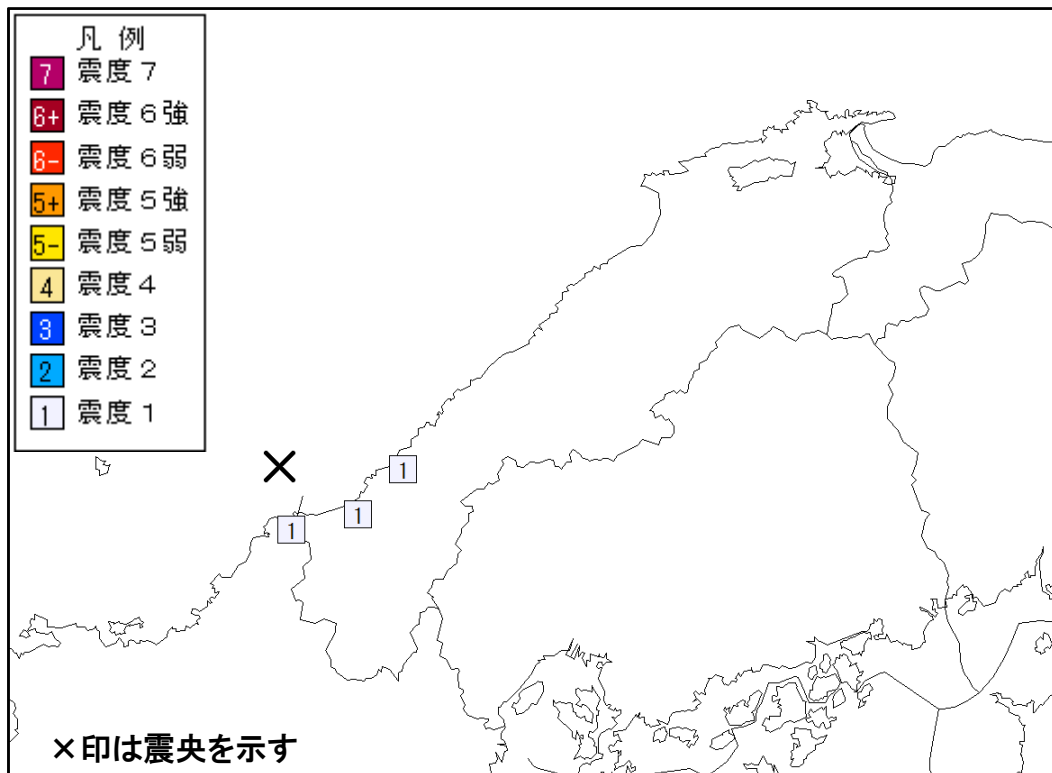 凡 例
7 震度７
6+ 震度６強
6- 震度６弱
5+ 震度５強
5- 震度５弱
4 震度４
3 震度３
2 震度２
1 震度１
1
1
1
×印は震央を示す